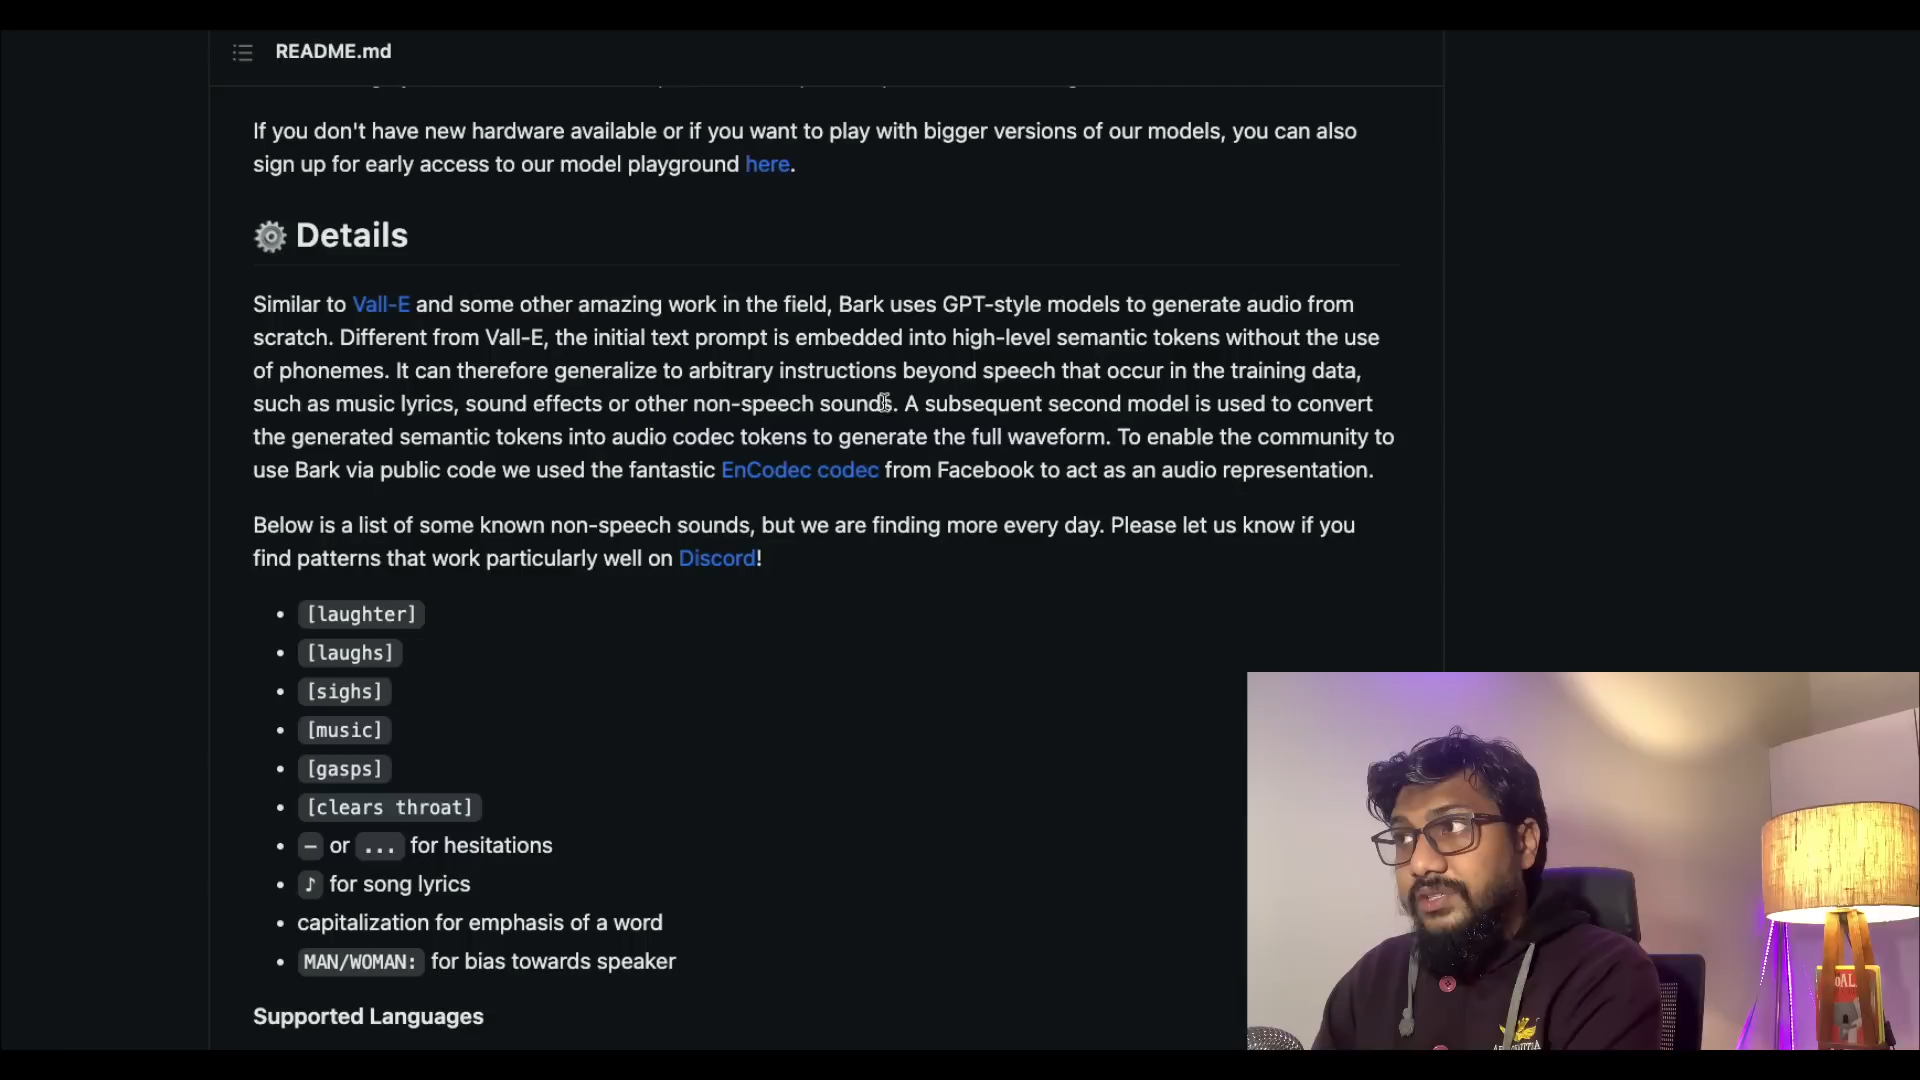 README.md
If you don't have new hardware available or if you want to play with bigger versions of our models, you can also
sign up for early access to our model playground here.
Details
Similar to Vall-E and some other amazing work in the field, Bark uses GPT-style models to generate audio from
scratch. Different from Vall-E, the initial text prompt is embedded into high-level semantic tokens without the use
of phonemes. It can therefore generalize to arbitrary instructions beyond speech that occur in the training data,
such as music lyrics, sound effects or other non-speech sounds. A subsequent second model is used to convert
the generated semantic tokens into audio codec tokens to generate the full waveform. To enable the community to
use Bark via public code we used the fantastic EnCodec codec from Facebook to act as an audio representation.
Below is a list of some known non-speech sounds, but we are finding more every day. Please let us know if you
find patterns that work particularly well on Discord!
• [laughter]
• [laughs]
• [sighs]
• [music]
• [gasps]
• [clears throat]
• — or ... for hesitations
• ♪ for song lyrics
• capitalization for emphasis of a word
• MAN/WOMAN: for bias towards speaker
Supported Languages